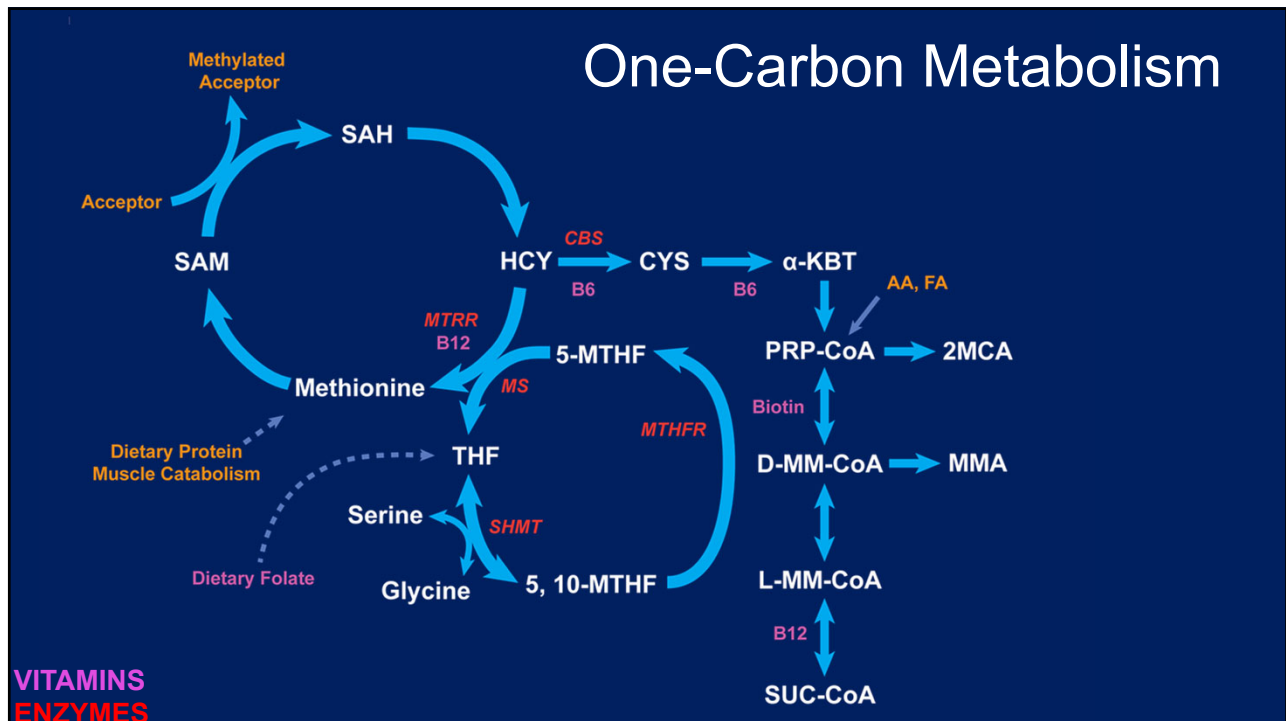 One-Carbon Metabolism
Methylated
Acceptor
SAH
Acceptor
SAM
HCY
CBS
B6
CYS
B6
α-KBT
AA, FA
MTRR
B12
5-MTHF
PRP-CoA
2MCA
Methionine
MS
Biotin
MTHFR
Dietary Protein
Muscle Catabolism
THF
D-MM-CoA
MMA
Serine
SHMT
Dietary Folate
Glycine
5, 10-MTHF
L-MM-CoA
B12
SUC-CoA
VITAMINS
ENZYMES